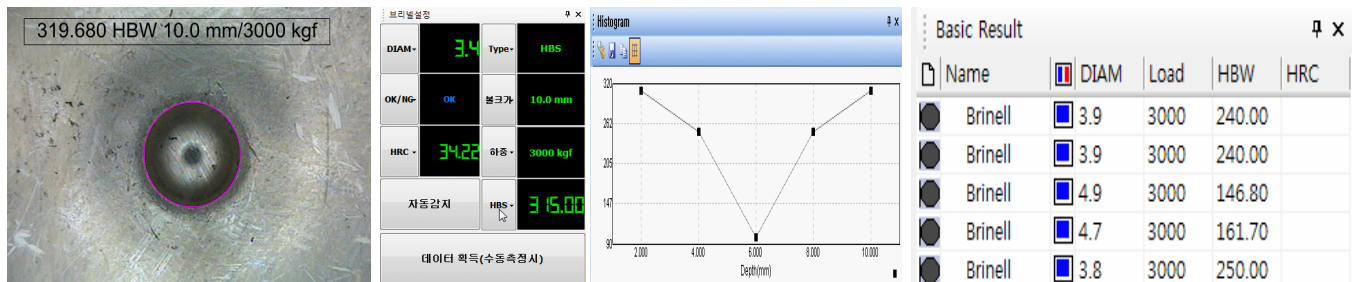 319.680 HBW 10.0 mm/3000 kgf
브리넬설정
DIAM 3.4 Type HBS
OK/NG OK 볼크가 10.0 mm
HRC 34.22 하중 3000 kgf
자동감지 HBS 315.00
데이터 획득(수동측정시)
Histogram
320
262
205
147
90
2.000 4.000 6.000 8.000 10.000
Depth(mm)
Basic Result
Name DIAM Load HBW HRC
Brinell 3.9 3000 240.00
Brinell 3.9 3000 240.00
Brinell 4.9 3000 146.80
Brinell 4.7 3000 161.70
Brinell 3.8 3000 250.00